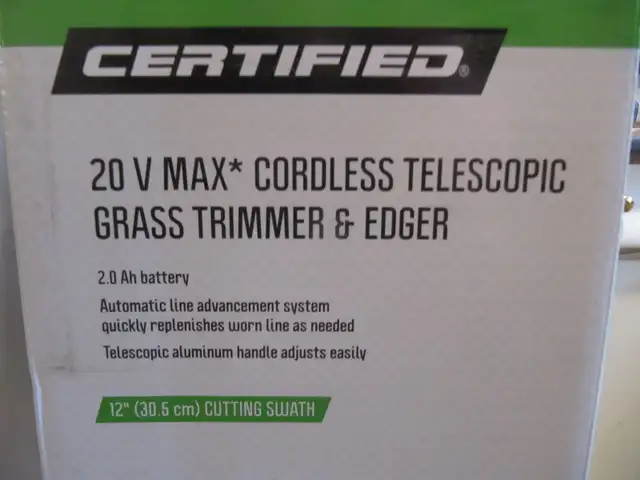 CERTIFIED®
20 V MAX* CORDLESS TELESCOPIC
GRASS TRIMMER & EDGER
2.0 Ah battery
Automatic line advancement system
quickly replenishes worn line as needed
Telescopic aluminum handle adjusts easily
12" (30.5 cm) CUTTING SWATH